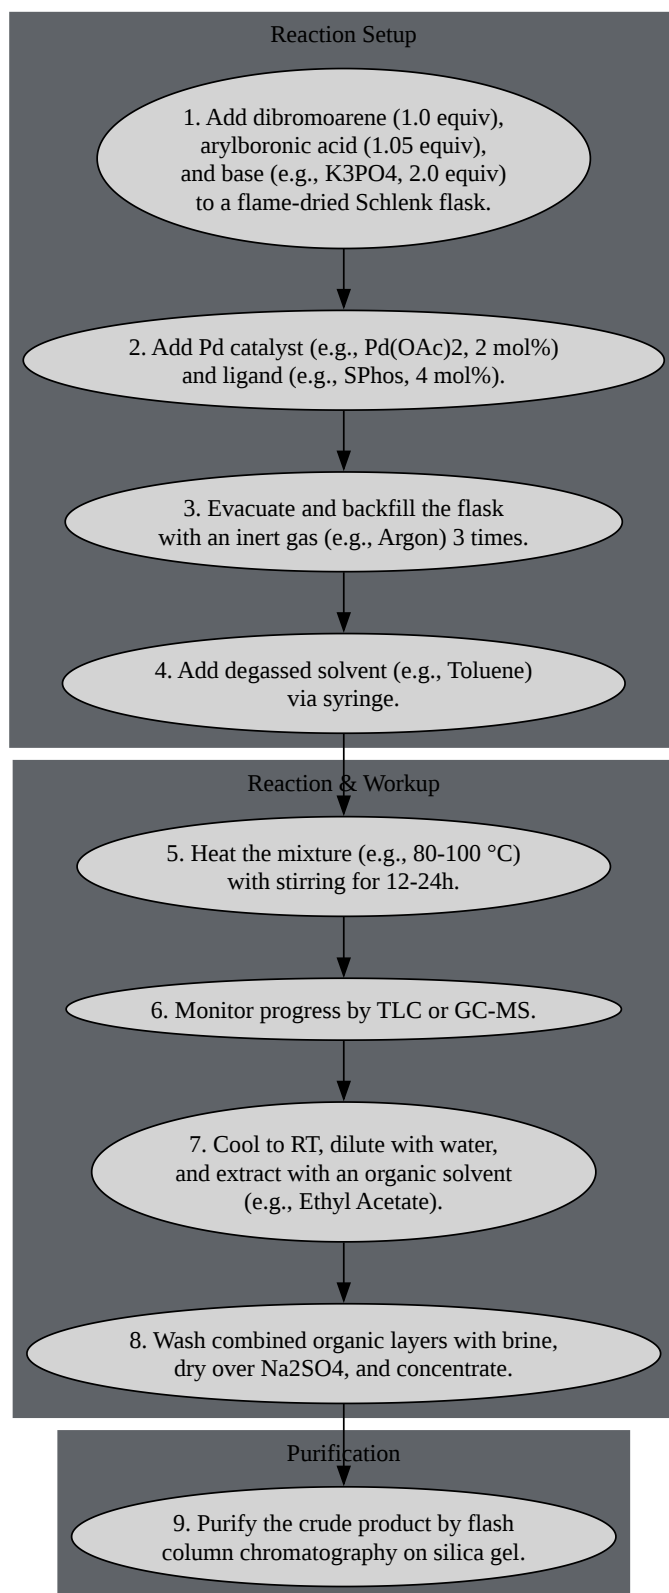 Reaction Setup
1. Add dibromoarene (1.0 equiv),
arylboronic acid (1.05 equiv),
and base (e.g., K3PO4, 2.0 equiv)
to a flame-dried Schlenk flask.
2. Add Pd catalyst (e.g., Pd(OAc)2, 2 mol%)
and ligand (e.g., SPhos, 4 mol%).
3. Evacuate and backfill the flask
with an inert gas (e.g., Argon) 3 times.
4. Add degassed solvent (e.g., Toluene)
via syringe.
Reaction & Workup
5. Heat the mixture (e.g., 80-100 °C)
with stirring for 12-24h.
6. Monitor progress by TLC or GC-MS.
7. Cool to RT, dilute with water,
and extract with an organic solvent
(e.g., Ethyl Acetate).
8. Wash combined organic layers with brine,
dry over Na2SO4, and concentrate.
Purification
9. Purify the crude product by flash
column chromatography on silica gel.